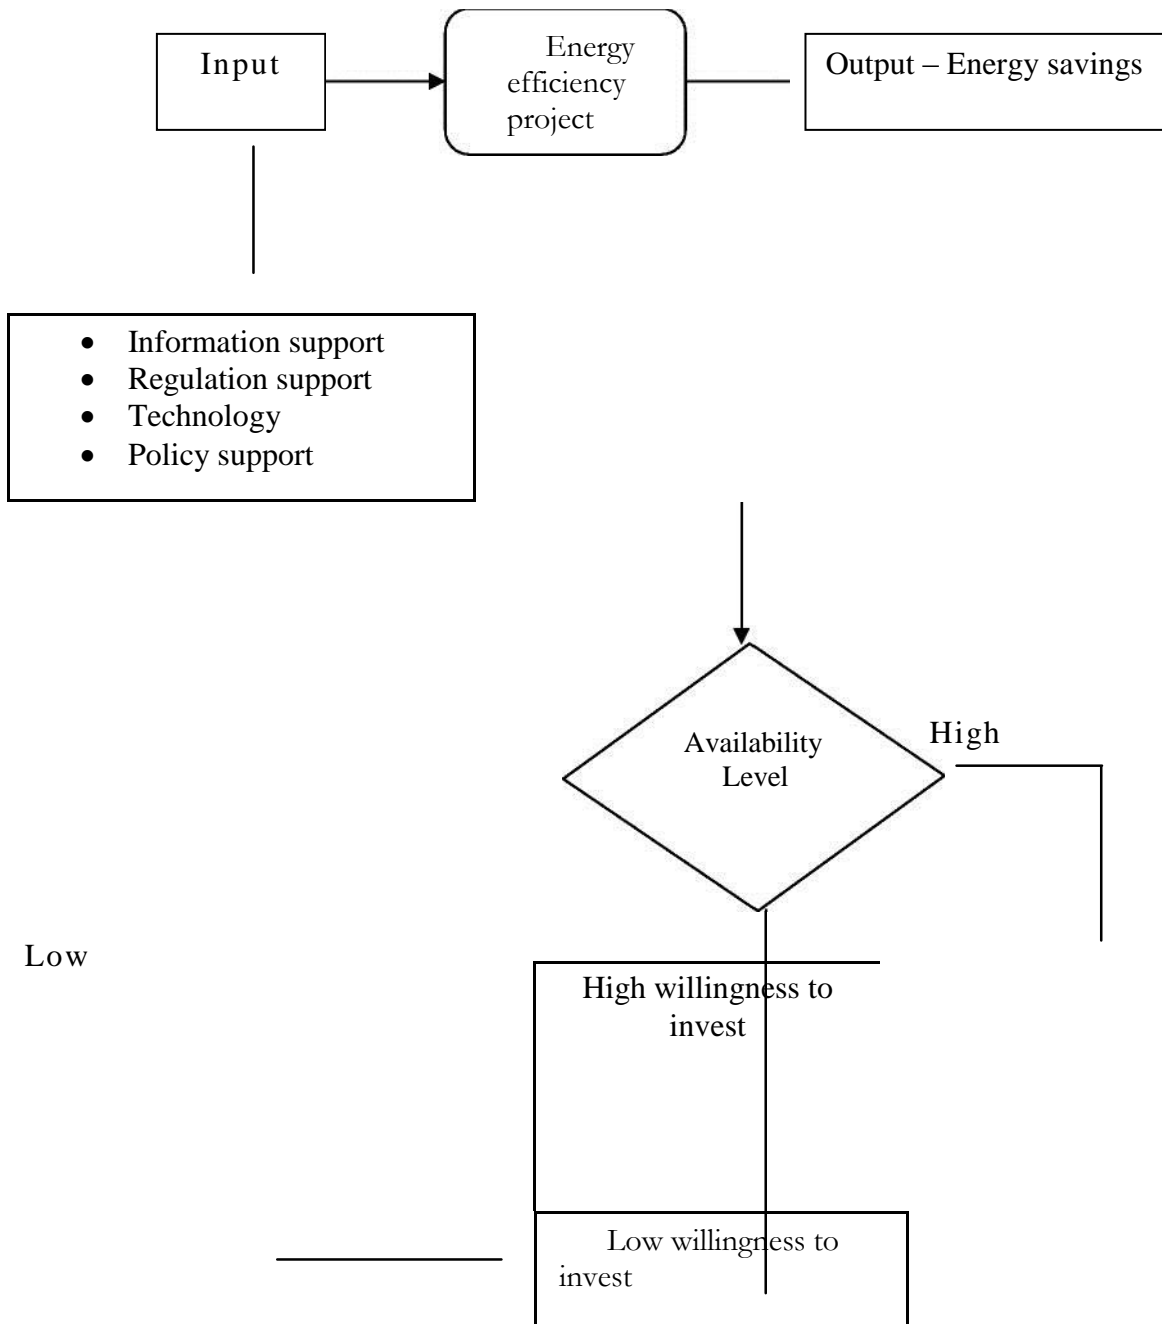 Input
Energy
efficiency
project
Output – Energy savings
• Information support
• Regulation support
• Technology
• Policy support
Availability
Level
High
Low
High willingness to
invest
Low willingness to
invest